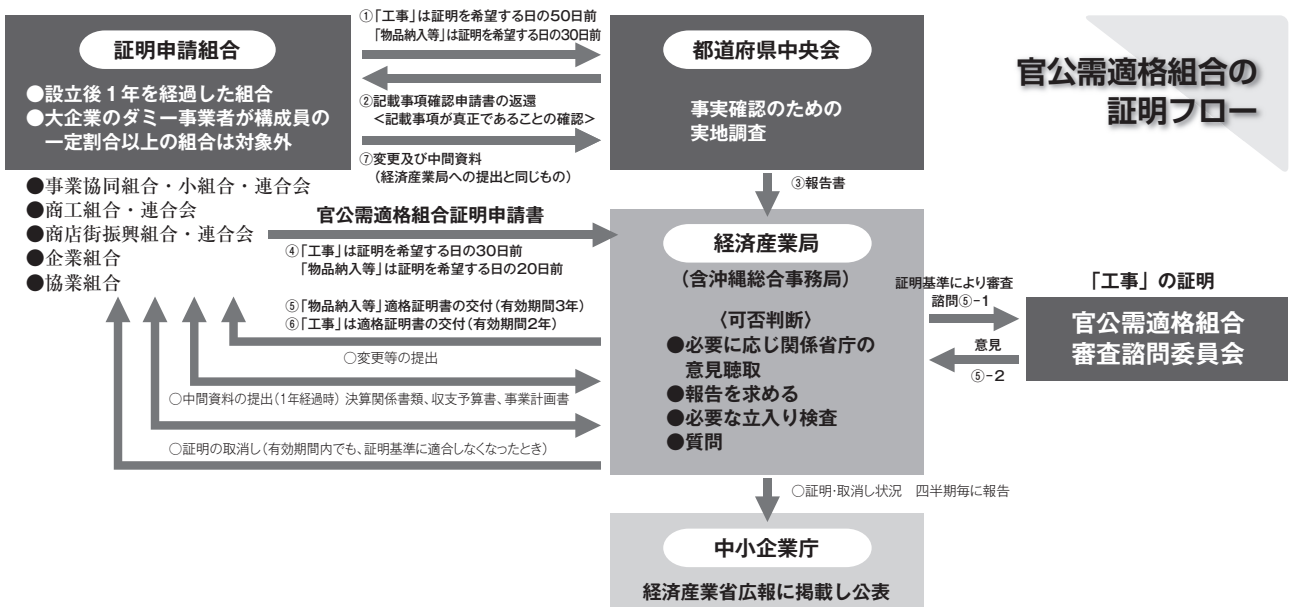 官公需適格組合の
証明フロー
証明申請組合
●設立後1年を経過した組合
●大企業のダミー事業者が構成員の
一定割合以上の組合は対象外
●事業協同組合・小組合・連合会
●商工組合・連合会
●商店街振興組合・連合会
●企業組合
●協業組合
①「工事」は証明を希望する日の50日前
「物品納入等」は証明を希望する日の30日前
②記載事項確認申請書の返還
<記載事項が真正であることの確認>
⑦変更及び中間資料
(経済産業局への提出と同じもの)
都道府県中央会
事実確認のための
実地調査
③報告書
官公需適格組合証明申請書
④「工事」は証明を希望する日の30日前
「物品納入等」は証明を希望する日の20日前
⑤「物品納入等」適格証明書の交付(有効期間3年)
⑥「工事」は適格証明書の交付(有効期間2年)
○変更等の提出
○中間資料の提出(1年経過時) 決算関係書類、収支予算書、事業計画書
○証明の取消し(有効期間内でも、証明基準に適合しなくなったとき)
経済産業局
(含沖縄総合事務局)
〈可否判断〉
●必要に応じ関係省庁の
意見聴取
●報告を求める
●必要な立入り検査
●質問
証明基準により審査
諮問⑤-1
意見
⑤-2
「工事」の証明
官公需適格組合
審査諮問委員会
○証明・取消し状況 四半期毎に報告
中小企業庁
経済産業省広報に掲載し公表